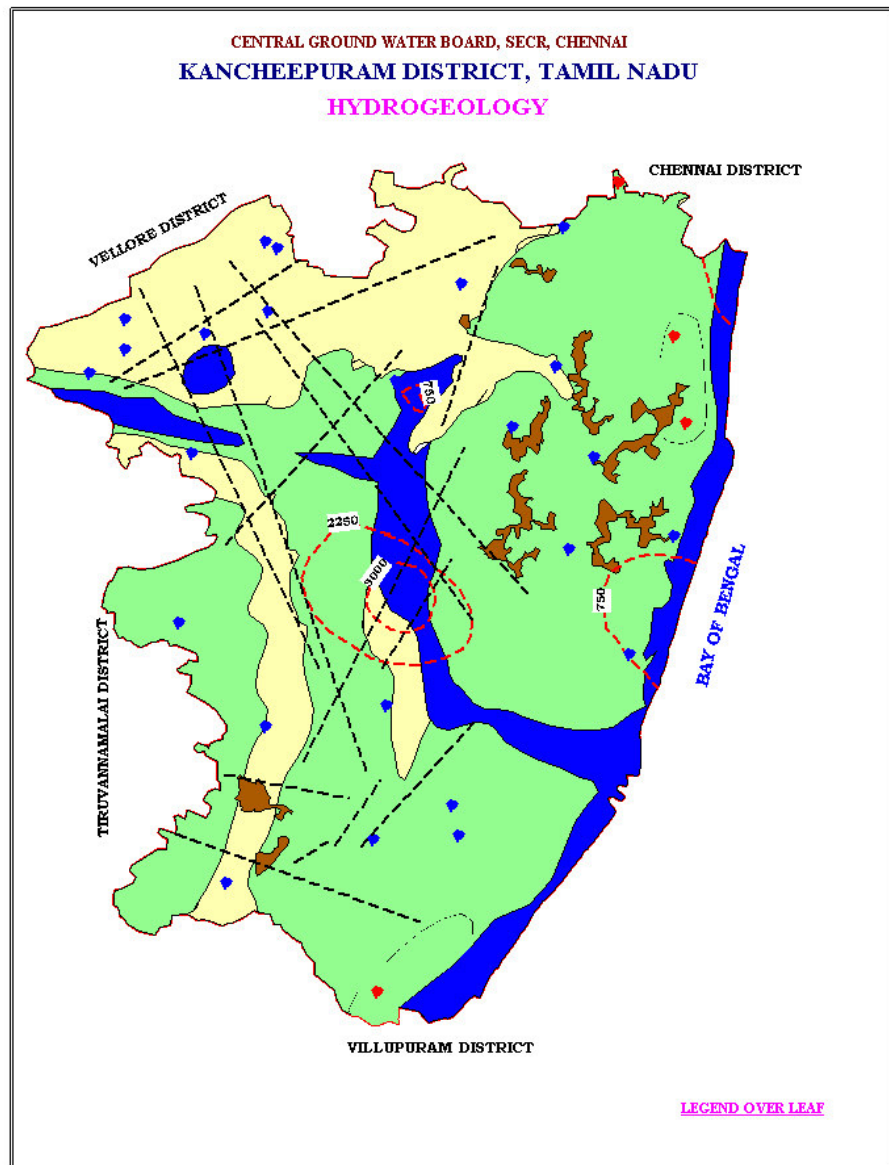 CENTRAL GROUND WATER BOARD, SECR, CHENNAI
KANCHEEPURAM DISTRICT, TAMIL NADU
HYDROGEOLOGY
CHENNAI DISTRICT
VELLORE DISTRICT
750
2250
3000
750
BAY OF BENGAL
TIRUVANNAMALAI DISTRICT
VILLUPURAM DISTRICT
LEGEND OVER LEAF